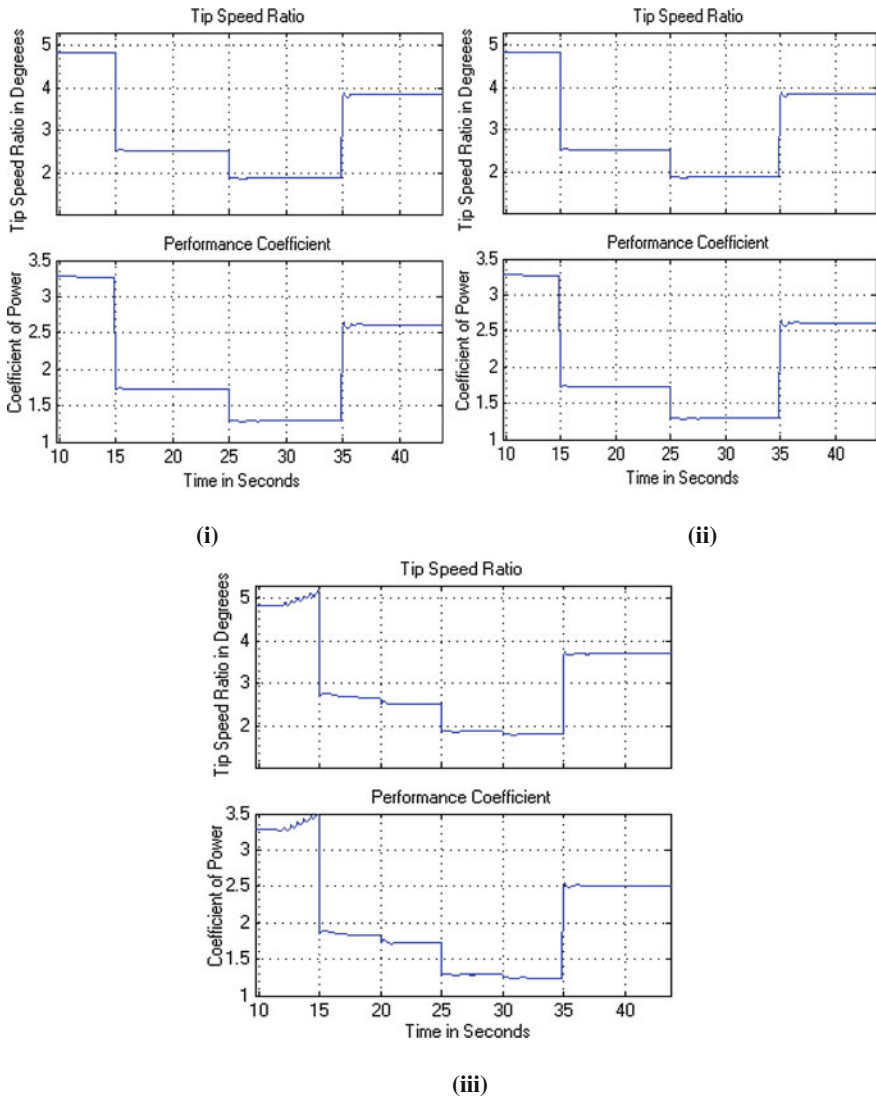 Tip Speed Ratio
Tip Speed Ratio in Degreees
5
4
3
2
Performance Coefficient
Coefficient of Power
3.5
3
2.5
2
1.5
1
10 15 20 25 30 35 40
Time in Seconds
(i)
Tip Speed Ratio
Tip Speed Ratio in Degreees
5
4
3
2
Performance Coefficient
Coefficient of Power
3.5
3
2.5
2
1.5
1
10 15 20 25 30 35 40
Time in Seconds
(ii)
Tip Speed Ratio
Tip Speed Ratio in Degreees
5
4
3
2
Performance Coefficient
Coefficient of Power
3.5
3
2.5
2
1.5
1
10 15 20 25 30 35 40
Time in Seconds
(iii)